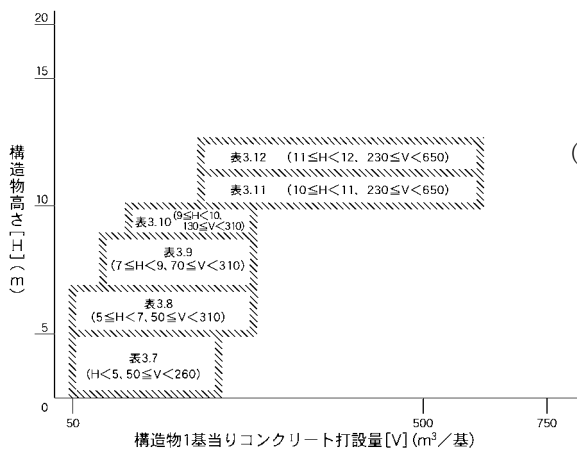 20
15
10
5
0
構造物高さ[H](m)
表3.12 (11≦H<12、230≦V<650)
表3.11 (10≦H<11、230≦V<650)
表3.10(9≦H<10、
130≦V<310)
表3.9
(7≦H<9、70≦V<310)
表3.8
(5≦H<7、50≦V<310)
表3.7
(H<5、50≦V<260)
50 500 750
構造物1基当りコンクリート打設量[V](m³/基)
(